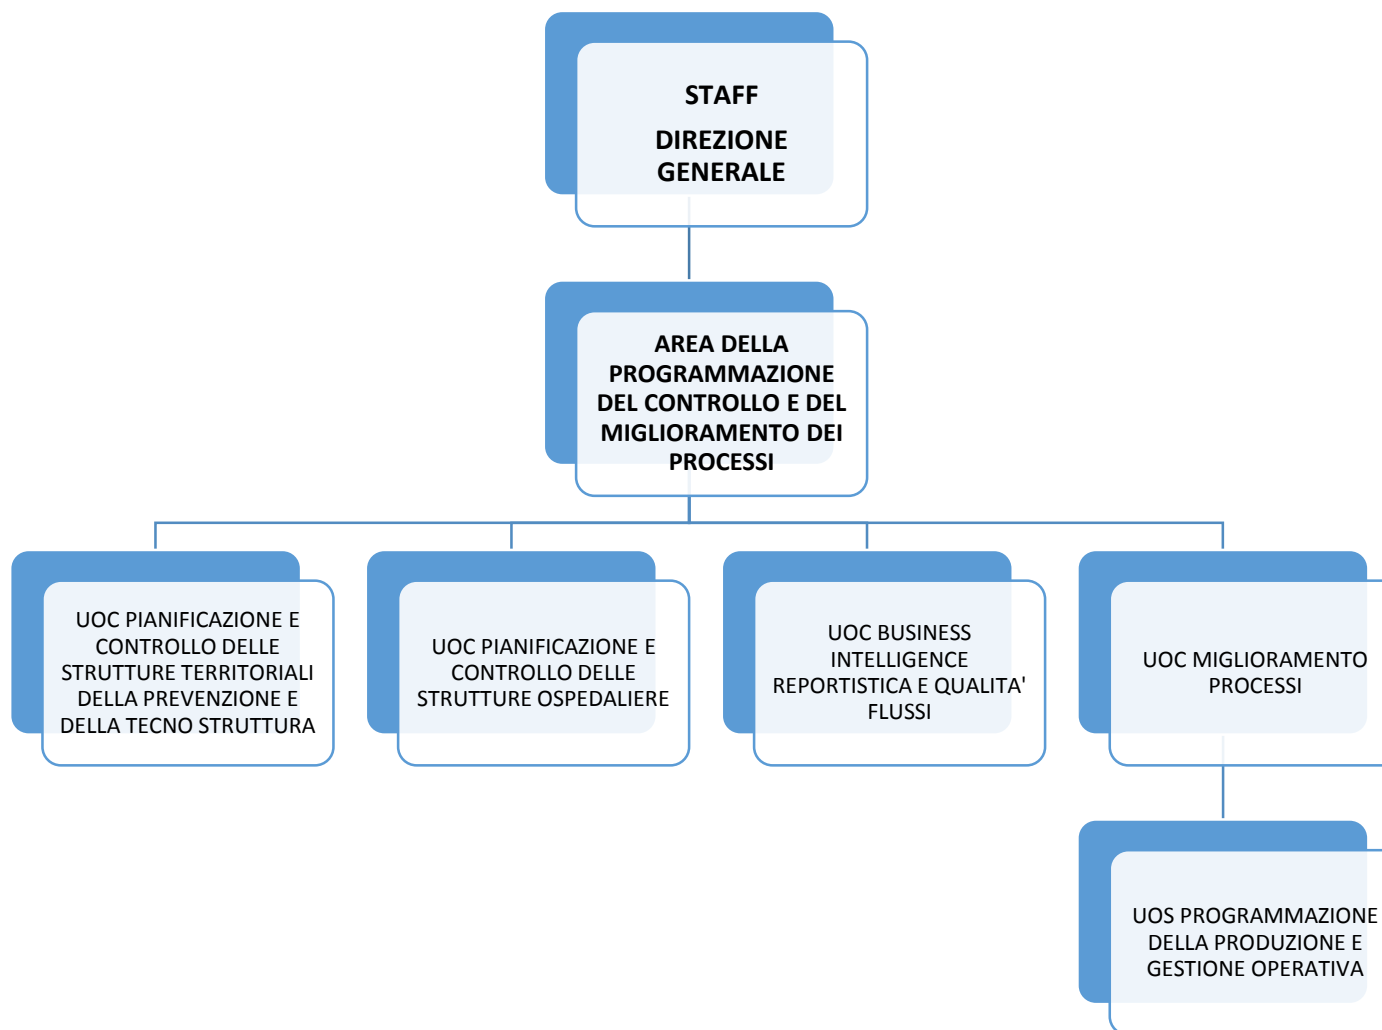 STAFF
DIREZIONE
GENERALE
AREA DELLA
PROGRAMMAZIONE
DEL CONTROLLO E DEL
MIGLIORAMENTO DEI
PROCESSI
UOC PIANIFICAZIONE E
CONTROLLO DELLE
STRUTTURE TERRITORIALI
DELLA PREVENZIONE E
DELLA TECNO STRUTTURA
UOC PIANIFICAZIONE E
CONTROLLO DELLE
STRUTTURE OSPEDALIERE
UOC BUSINESS
INTELLIGENCE
REPORTISTICA E QUALITA'
FLUSSI
UOC MIGLIORAMENTO
PROCESSI
UOS PROGRAMMAZIONE
DELLA PRODUZIONE E
GESTIONE OPERATIVA